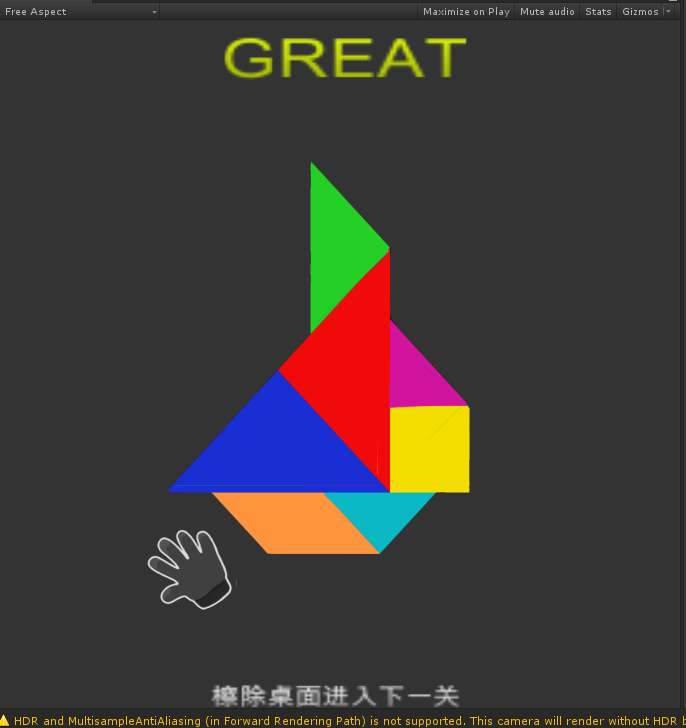 Free Aspect Maximize on Play Mute audio Stats Gizmos
GREAT
擦除桌面进入下一关
HDR and MultisampleAntiAliasing (in Forward Rendering Path) is not supported. This camera will render without HDR